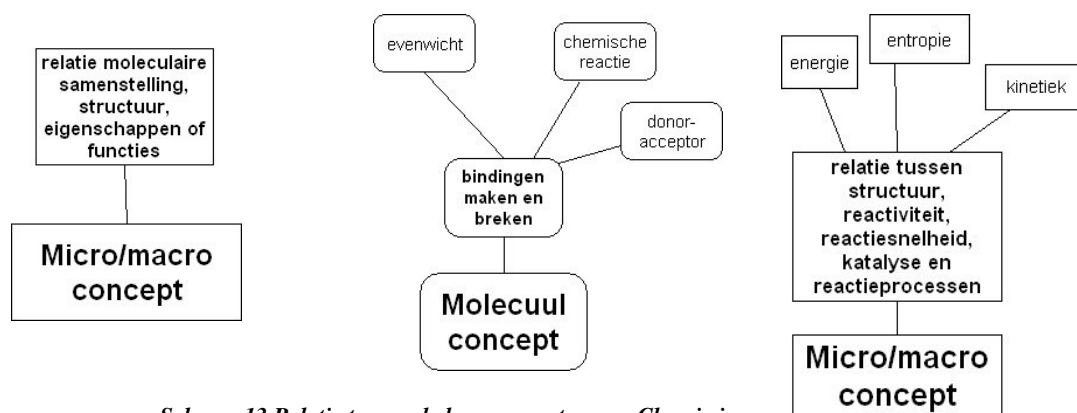 relatie moleculaire
samenstelling,
structuur,
eigenschappen of
functies
Micro/macro
concept
evenwicht
chemische
reactie
donor-
acceptor
bindingen
maken en
breken
Molecuul
concept
energie
entropie
kinetiek
relatie tussen
structuur,
reactiviteit,
reactiesnelheid,
katalyse en
reactieprocessen
Micro/macro
concept